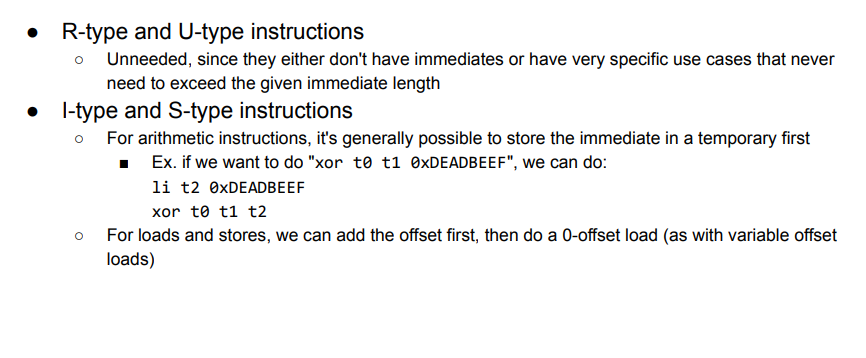 ● R-type and U-type instructions
○ Unneeded, since they either don't have immediates or have very specific use cases that never
need to exceed the given immediate length
● I-type and S-type instructions
○ For arithmetic instructions, it's generally possible to store the immediate in a temporary first
■ Ex. if we want to do "xor t0 t1 0xDEADBEEF", we can do:
li t2 0xDEADBEEF
xor t0 t1 t2
○ For loads and stores, we can add the offset first, then do a 0-offset load (as with variable offset
loads)